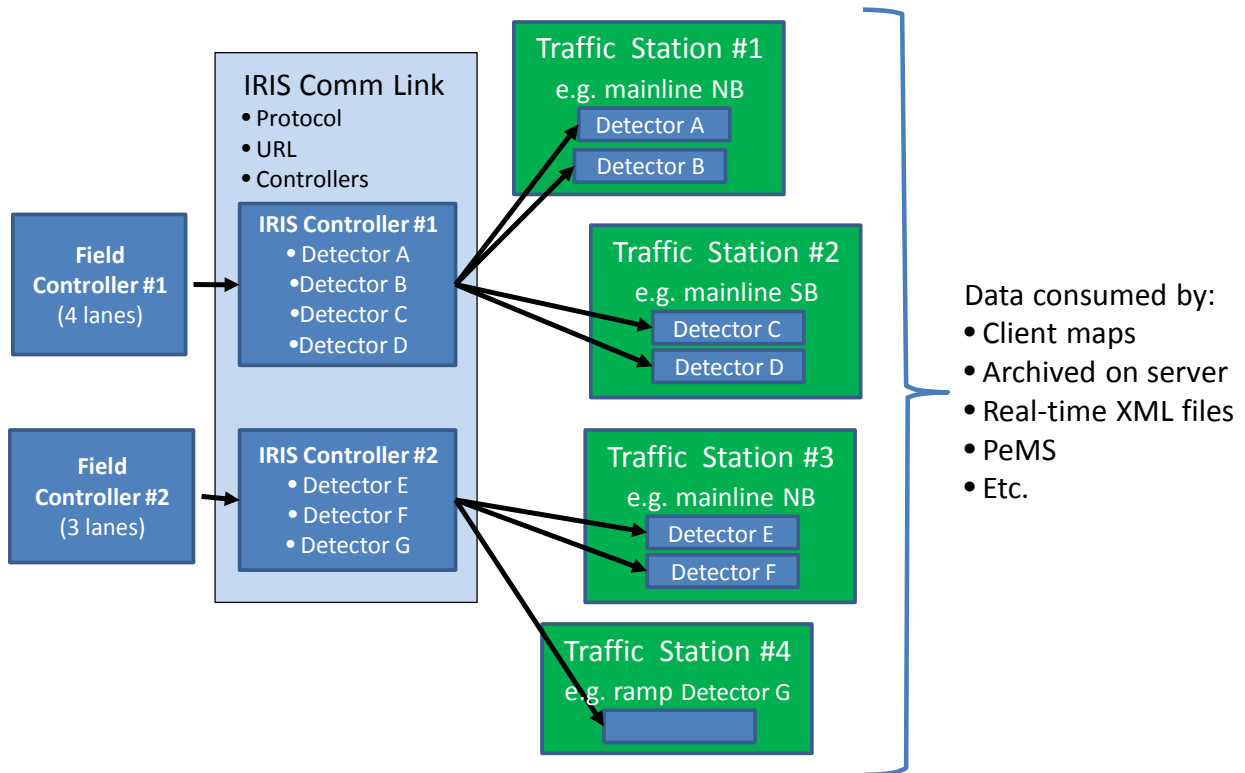 Field
Controller #1
(4 lanes)
Field
Controller #2
(3 lanes)
IRIS Comm Link
• Protocol
• URL
• Controllers
IRIS Controller #1
• Detector A
•Detector B
•Detector C
•Detector D
IRIS Controller #2
• Detector E
• Detector F
• Detector G
Traffic Station #1
e.g. mainline NB
Detector A
Detector B
Traffic Station #2
e.g. mainline SB
Detector C
Detector D
Traffic Station #3
e.g. mainline NB
Detector E
Detector F
Traffic Station #4
e.g. ramp Detector G
Data consumed by:
• Client maps
• Archived on server
• Real-time XML files
• PeMS
• Etc.